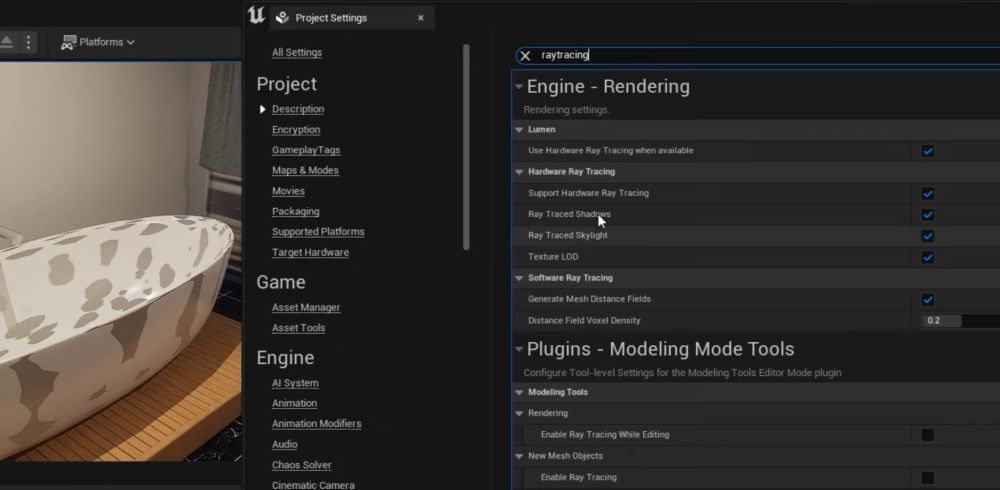 Project Settings
Platforms
All Settings
Project
Description
Encryption
GameplayTags
Maps & Modes
Movies
Packaging
Supported Platforms
Target Hardware
Game
Asset Manager
Asset Tools
Engine
AI System
Animation
Animation Modifiers
Audio
Chaos Solver
Cinematic Camera
raytracing
Engine - Rendering
Rendering settings.
Lumen
Use Hardware Ray Tracing when available
Hardware Ray Tracing
Support Hardware Ray Tracing
Ray Traced Shadows
Ray Traced Skylight
Texture LOD
Software Ray Tracing
Generate Mesh Distance Fields
Distance Field Voxel Density 0.2
Plugins - Modeling Mode Tools
Configure Tool-level Settings for the Modeling Tools Editor Mode plugin
Modeling Tools
Rendering
Enable Ray Tracing While Editing
New Mesh Objects
Enable Ray Tracing